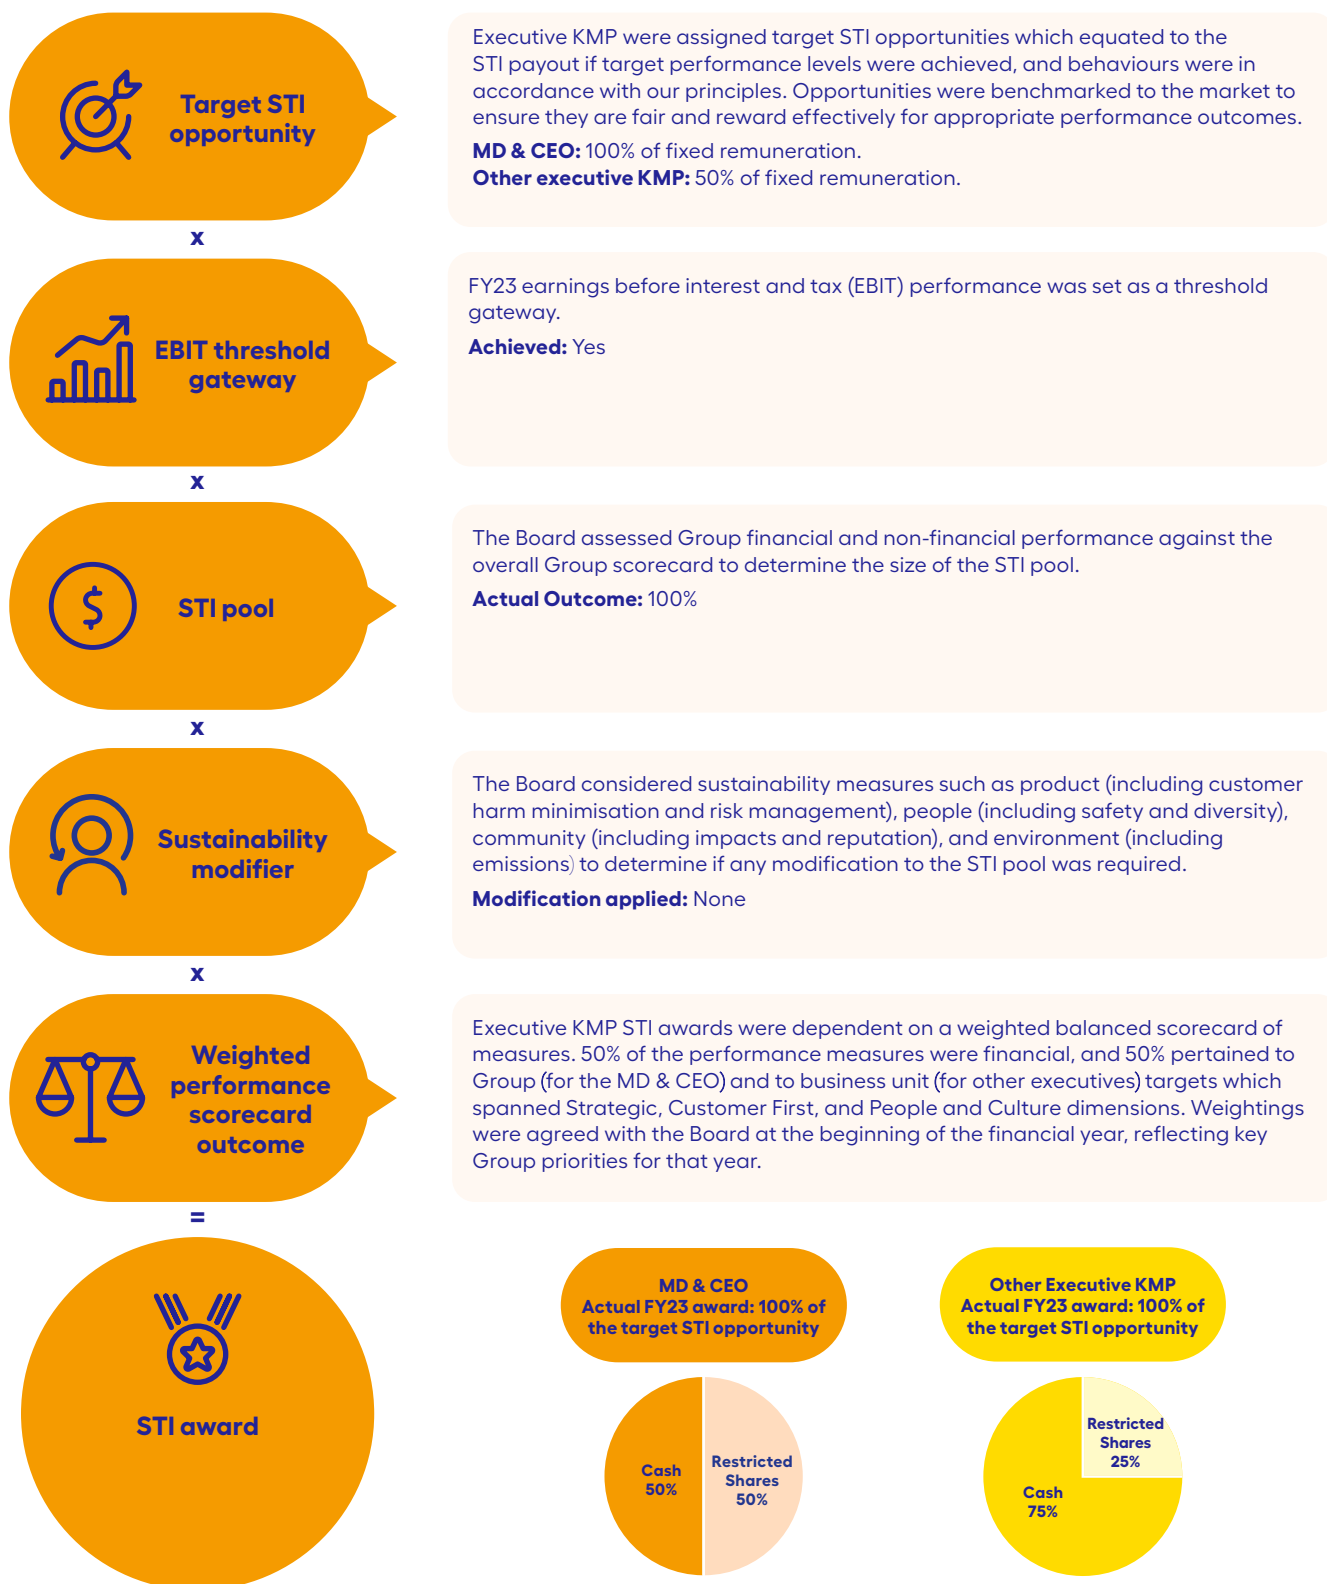 Target STI
opportunity
Executive KMP were assigned target STI opportunities which equated to the
STI payout if target performance levels were achieved, and behaviours were in
accordance with our principles. Opportunities were benchmarked to the market to
ensure they are fair and reward effectively for appropriate performance outcomes.
MD & CEO: 100% of fixed remuneration.
Other executive KMP: 50% of fixed remuneration.
x
EBIT threshold
gateway
FY23 earnings before interest and tax (EBIT) performance was set as a threshold
gateway.
Achieved: Yes
x
$
STI pool
The Board assessed Group financial and non-financial performance against the
overall Group scorecard to determine the size of the STI pool.
Actual Outcome: 100%
x
Sustainability
modifier
The Board considered sustainability measures such as product (including customer
harm minimisation and risk management), people (including safety and diversity),
community (including impacts and reputation), and environment (including
emissions) to determine if any modification to the STI pool was required.
Modification applied: None
x
Weighted
performance
scorecard
outcome
Executive KMP STI awards were dependent on a weighted balanced scorecard of
measures. 50% of the performance measures were financial, and 50% pertained to
Group (for the MD & CEO) and to business unit (for other executives) targets which
spanned Strategic, Customer First, and People and Culture dimensions. Weightings
were agreed with the Board at the beginning of the financial year, reflecting key
Group priorities for that year.
=
STI award
MD & CEO
Actual FY23 award: 100% of
the target STI opportunity
Cash
50%
Restricted
Shares
50%
Other Executive KMP
Actual FY23 award: 100% of
the target STI opportunity
Restricted
Shares
25%
Cash
75%